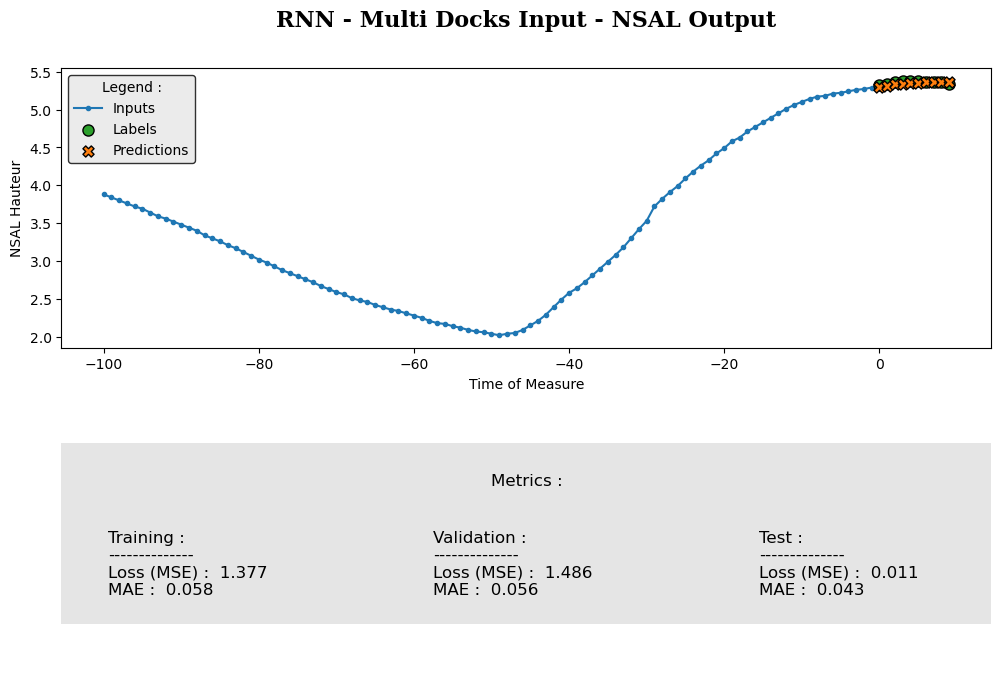 RNN - Multi Docks Input - NSAL Output
Legend :
Inputs
Labels
Predictions
NSAL Hauteur
5.5
5.0
4.5
4.0
3.5
3.0
2.5
2.0
−100 −80 −60 −40 −20 0
Time of Measure
Metrics :
Training : Validation : Test :
-------------- -------------- --------------
Loss (MSE) : 1.377 Loss (MSE) : 1.486 Loss (MSE) : 0.011
MAE : 0.058 MAE : 0.056 MAE : 0.043